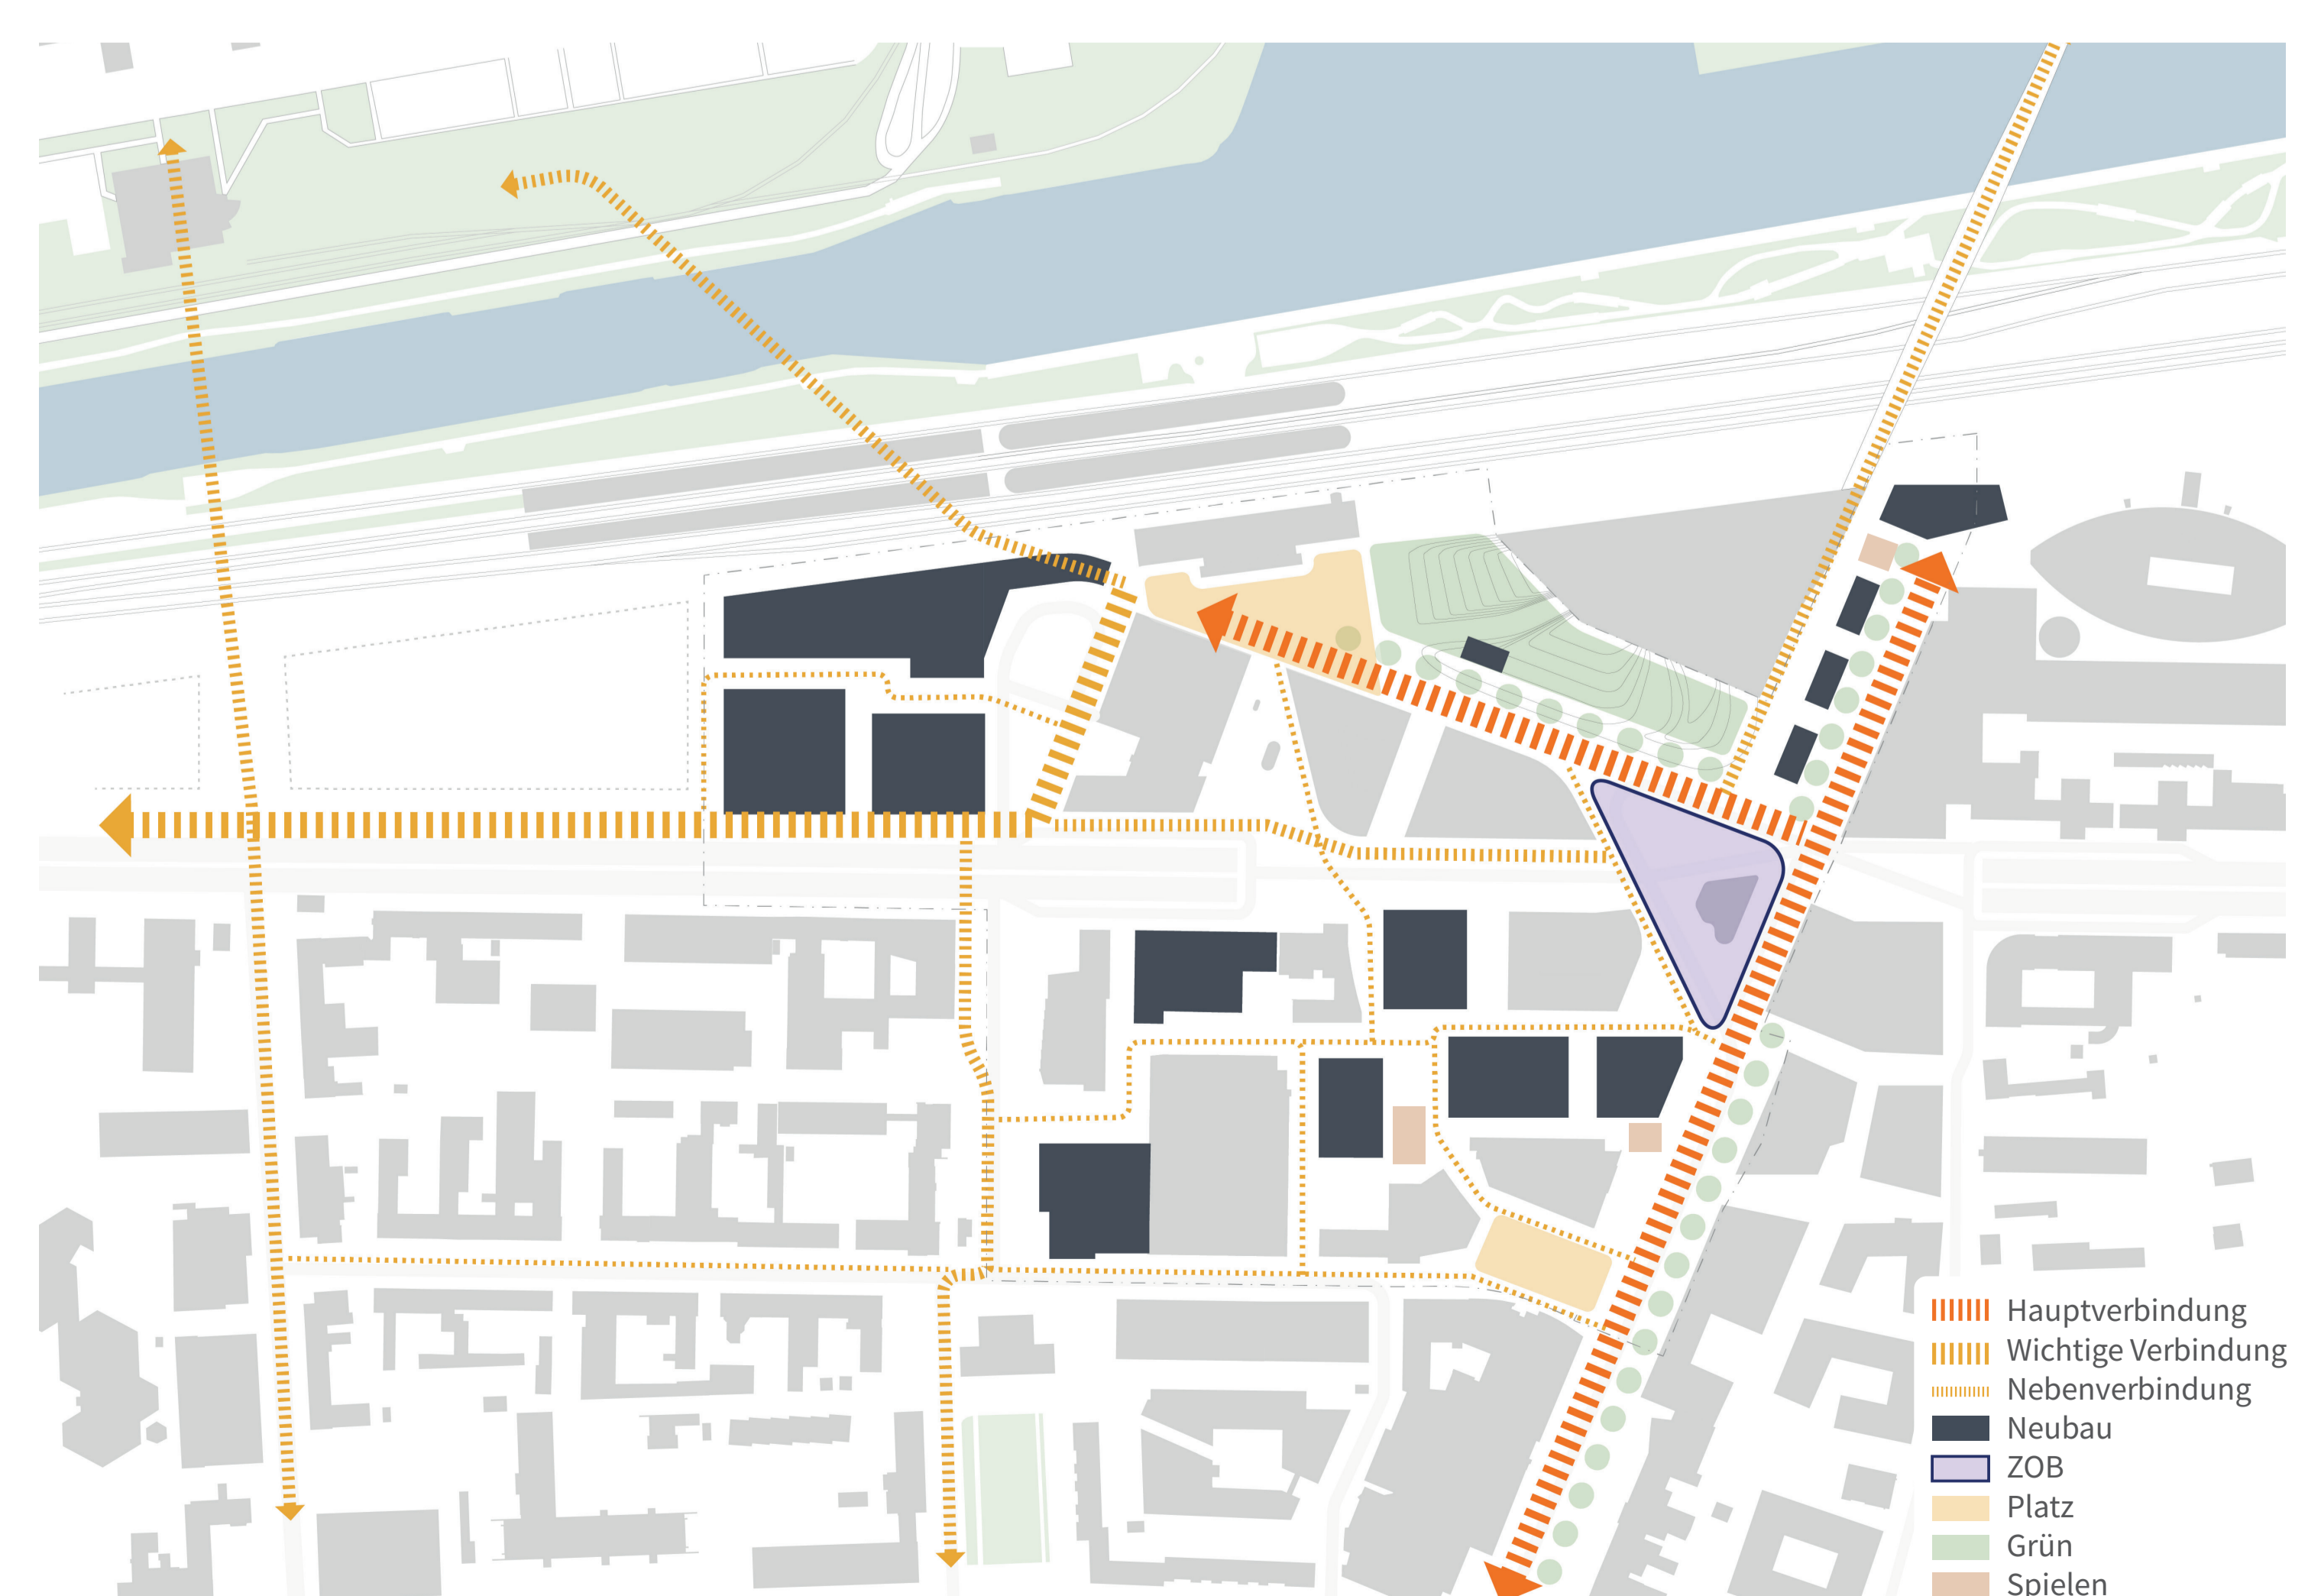 Hauptverbindung
Wichtige Verbindung
Nebenverbindung
Neubau
ZOB
Platz
Grün
Spielen